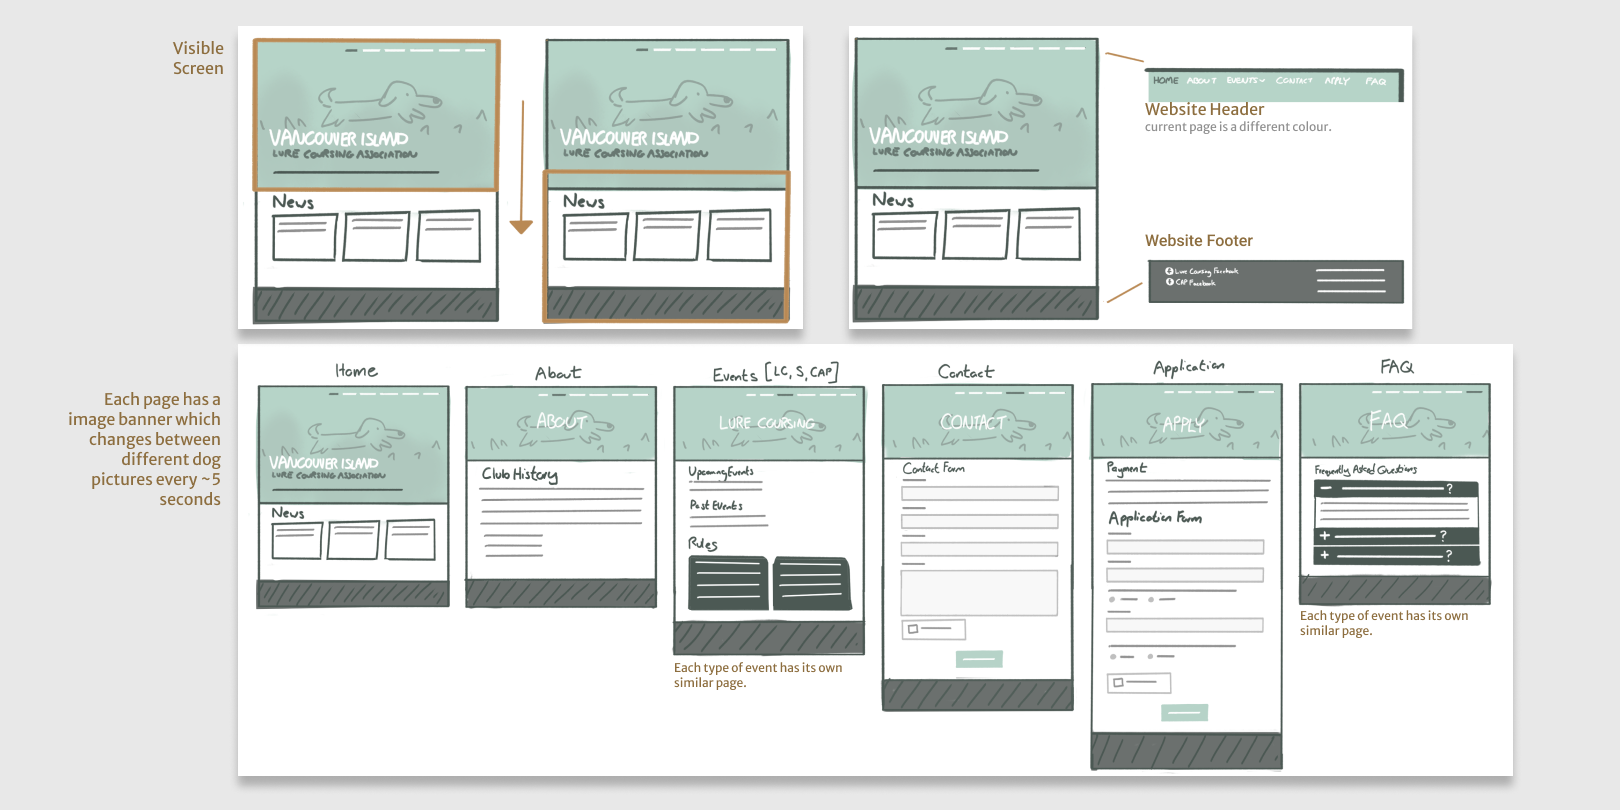 Visible
Screen
VANCOUVER ISLAND
LURE COURSING ASSOCIATION
News
VANCOUVER ISLAND
LURE COURSING ASSOCIATION
News
VANCOUVER ISLAND
LURE COURSING ASSOCIATION
News
HOME ABOUT EVENTS CONTACT APPLY FAQ
Website Header
current page is a different colour.
Website Footer
Lure Coursing Facebook
CAP Facebook
Each page has a
image banner which
changes between
different dog
pictures every ~5
seconds
Home
VANCOUVER ISLAND
LURE COURSING ASSOCIATION
News
About
ABOUT
Club History
Events [LC, S, CAP]
LURE COURSING
Upcoming Events
Past Events
Rules
Each type of event has its own
similar page.
Contact
CONTACT
Contact Form
Application
APPLY
Payment
Application Form
FAQ
FAQ
Frequently Asked Questions
?
?
?
Each type of event has its own
similar page.